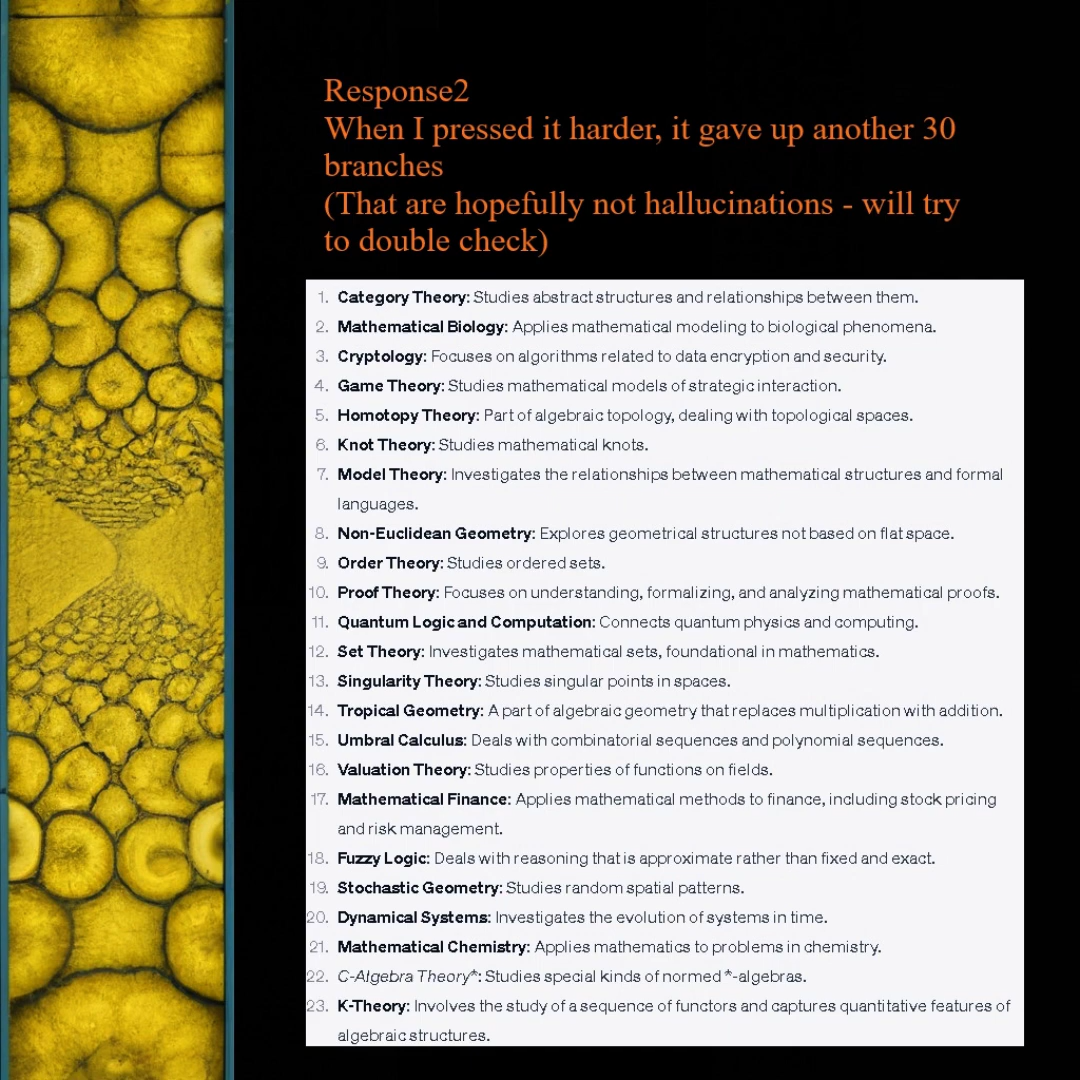 Response2
When I pressed it harder, it gave up another 30
branches
(That are hopefully not hallucinations - will try
to double check)
1. Category Theory: Studies abstract structures and relationships between them.
2. Mathematical Biology: Applies mathematical modeling to biological phenomena.
3. Cryptology: Focuses on algorithms related to data encryption and security.
4. Game Theory: Studies mathematical models of strategic interaction.
5. Homotopy Theory: Part of algebraic topology, dealing with topological spaces.
6. Knot Theory: Studies mathematical knots.
7. Model Theory: Investigates the relationships between mathematical structures and formal
languages.
8. Non-Euclidean Geometry: Explores geometrical structures not based on flat space.
9. Order Theory: Studies ordered sets.
10. Proof Theory: Focuses on understanding, formalizing, and analyzing mathematical proofs.
11. Quantum Logic and Computation: Connects quantum physics and computing.
12. Set Theory: Investigates mathematical sets, foundational in mathematics.
13. Singularity Theory: Studies singular points in spaces.
14. Tropical Geometry: A part of algebraic geometry that replaces multiplication with addition.
15. Umbral Calculus: Deals with combinatorial sequences and polynomial sequences.
16. Valuation Theory: Studies properties of functions on fields.
17. Mathematical Finance: Applies mathematical methods to finance, including stock pricing
and risk management.
18. Fuzzy Logic: Deals with reasoning that is approximate rather than fixed and exact.
19. Stochastic Geometry: Studies random spatial patterns.
20. Dynamical Systems: Investigates the evolution of systems in time.
21. Mathematical Chemistry: Applies mathematics to problems in chemistry.
22. C-Algebra Theory*: Studies special kinds of normed *-algebras.
23. K-Theory: Involves the study of a sequence of functors and captures quantitative features of
algebraic structures.